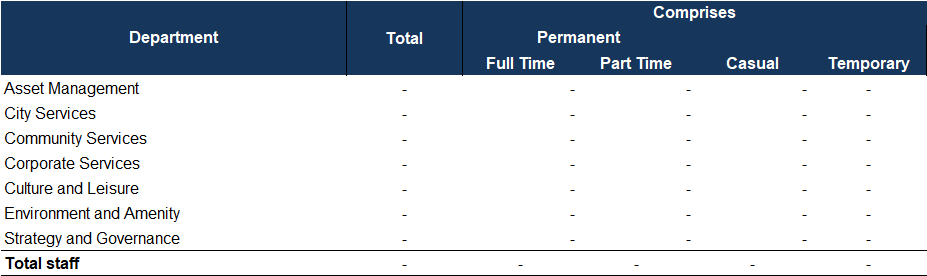 Comprises
Department Total Permanent
Full Time Part Time Casual Temporary
Asset Management - - - - -
City Services - - - - -
Community Services - - - - -
Corporate Services - - - - -
Culture and Leisure - - - - -
Environment and Amenity - - - - -
Strategy and Governance - - - - -
Total staff - - - - -